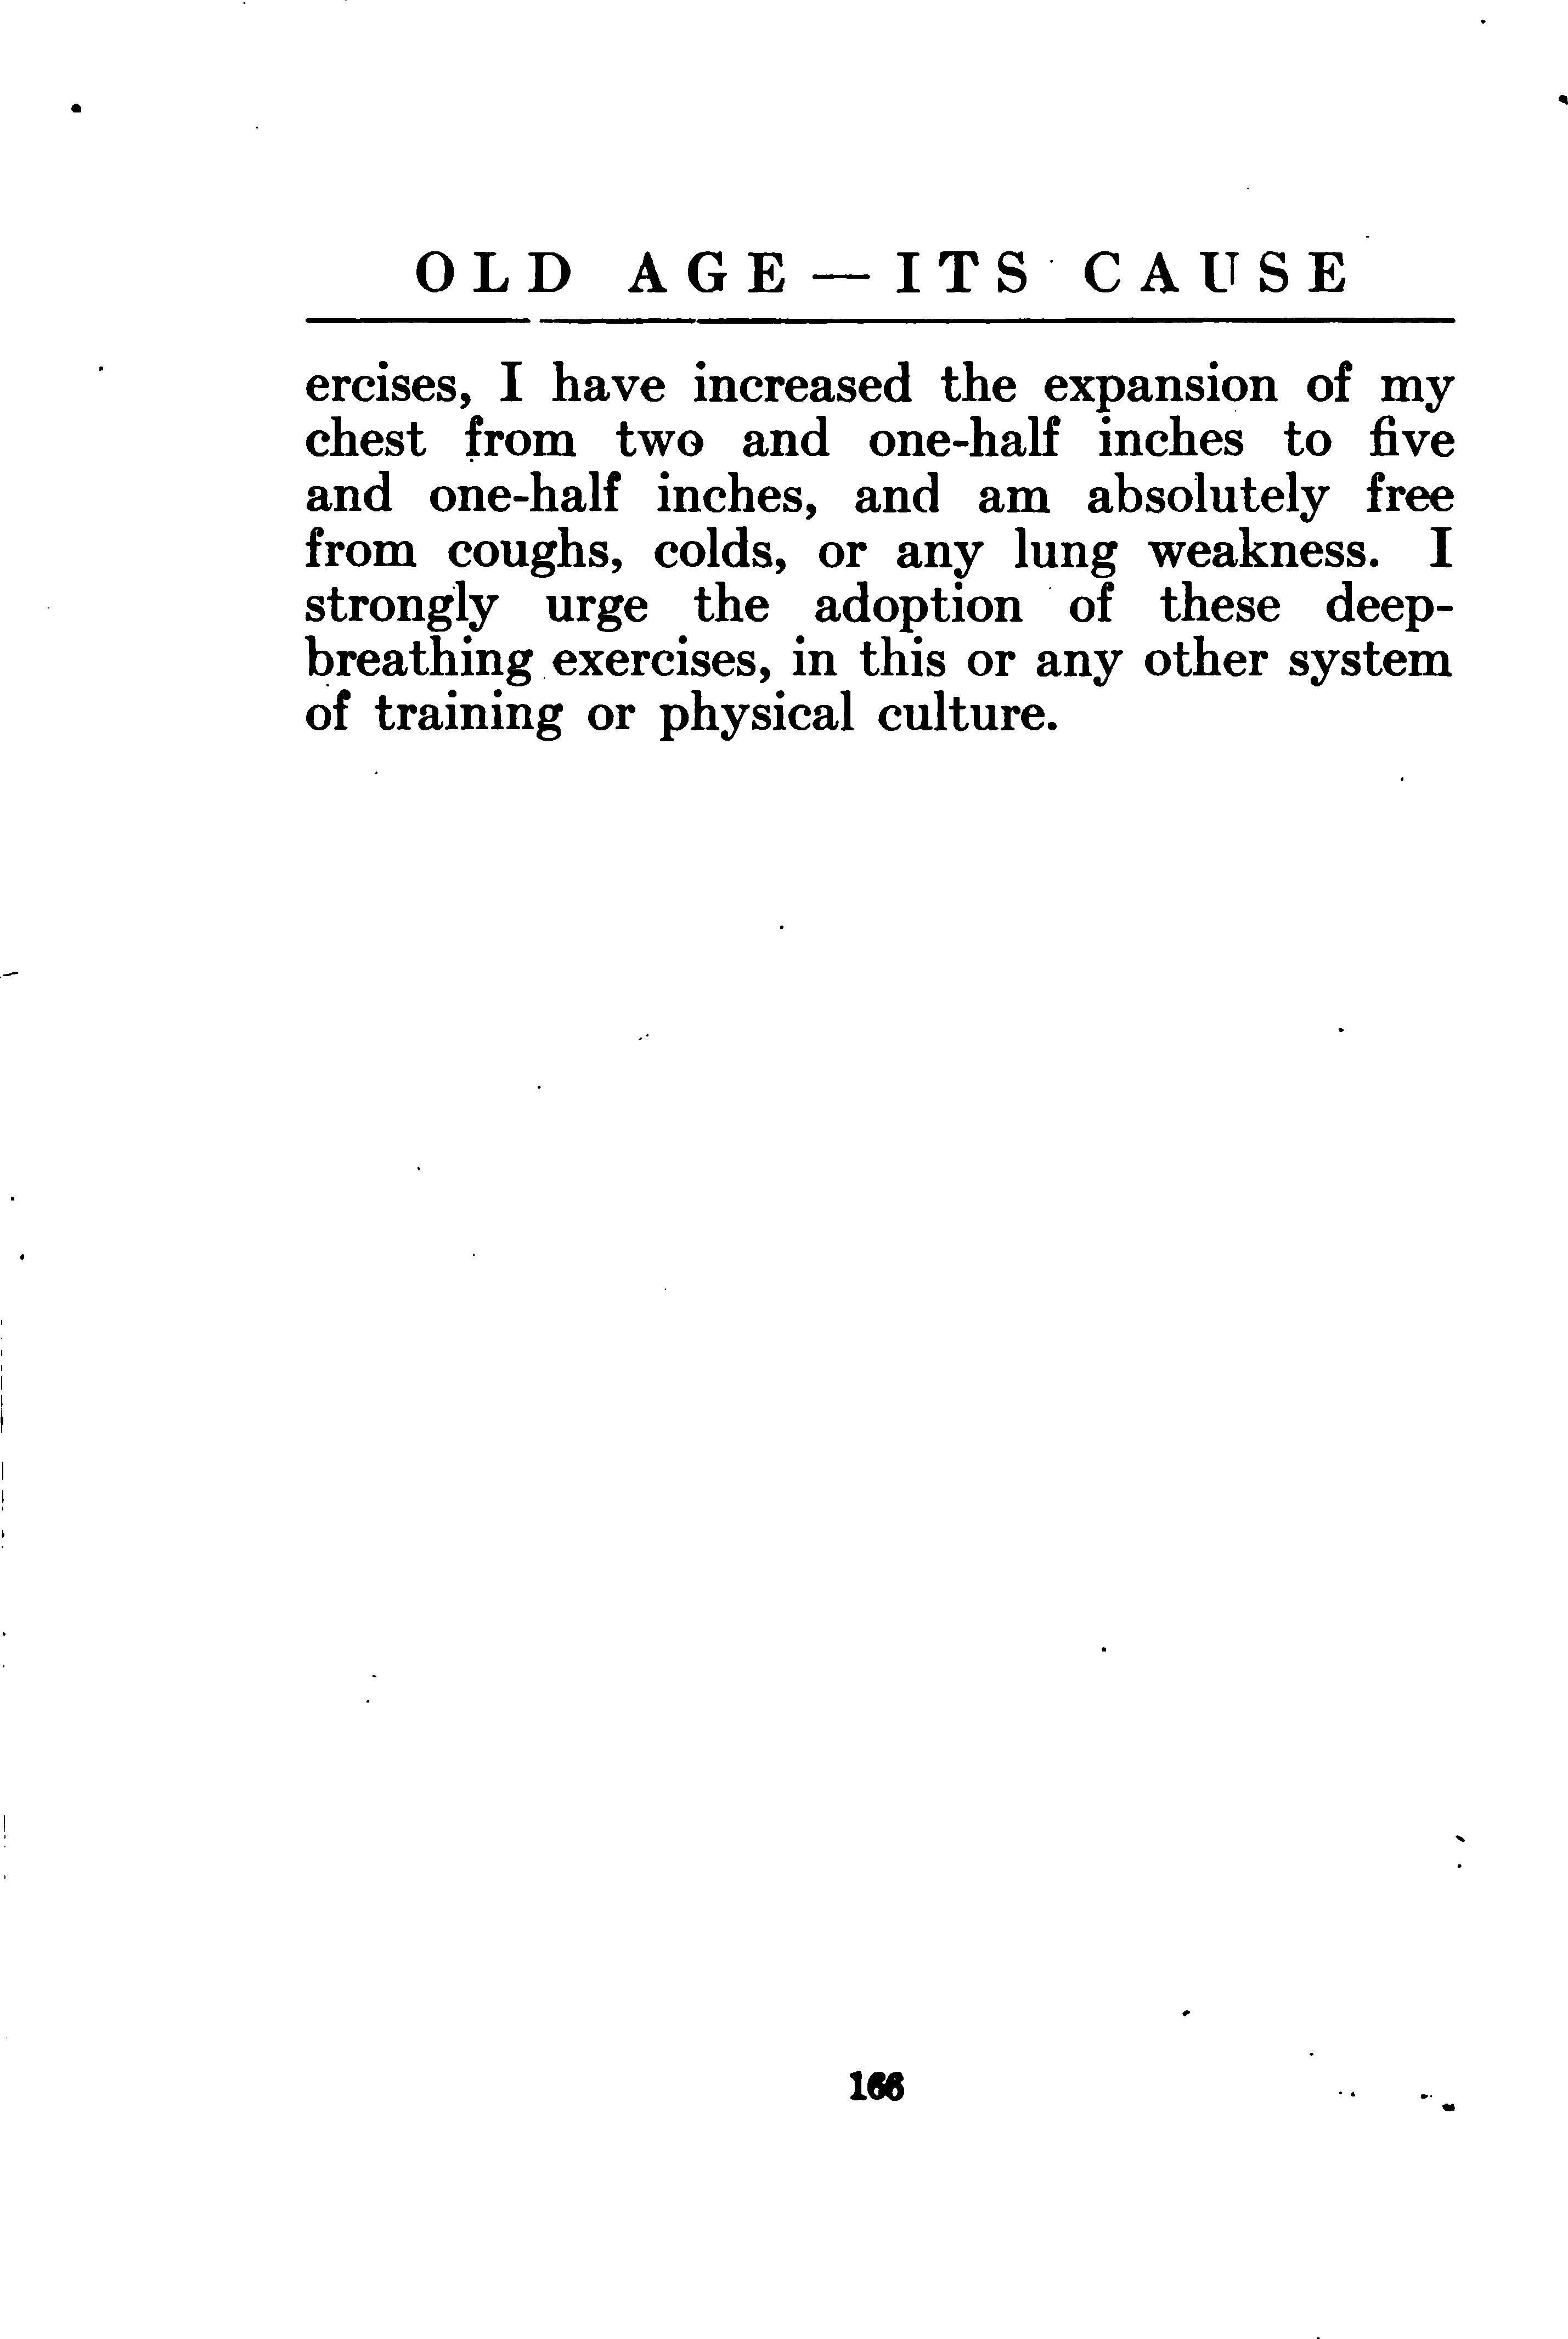 OLD AGE—ITS CAUSE
ercises, I have increased the expansion of my
chest from two and one-half inches to five
and one-half inches, and am absolutely free
from coughs, colds, or any lung weakness. I
strongly urge the adoption of these deep-
breathing exercises, in this or any other system
of training or physical culture.
166